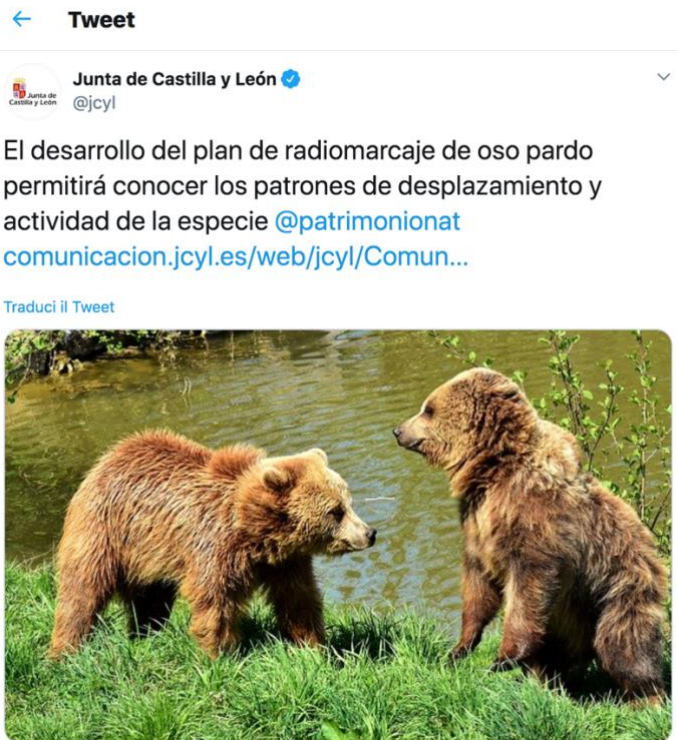 Tweet
Junta de Castilla y León
Junta de
Castilla y León
@jcyl
El desarrollo del plan de radiomarcaje de oso pardo
permitirá conocer los patrones de desplazamiento y
actividad de la especie @patrimonionat
comunicacion.jcyl.es/web/jcyl/Comun...
Traduci il Tweet